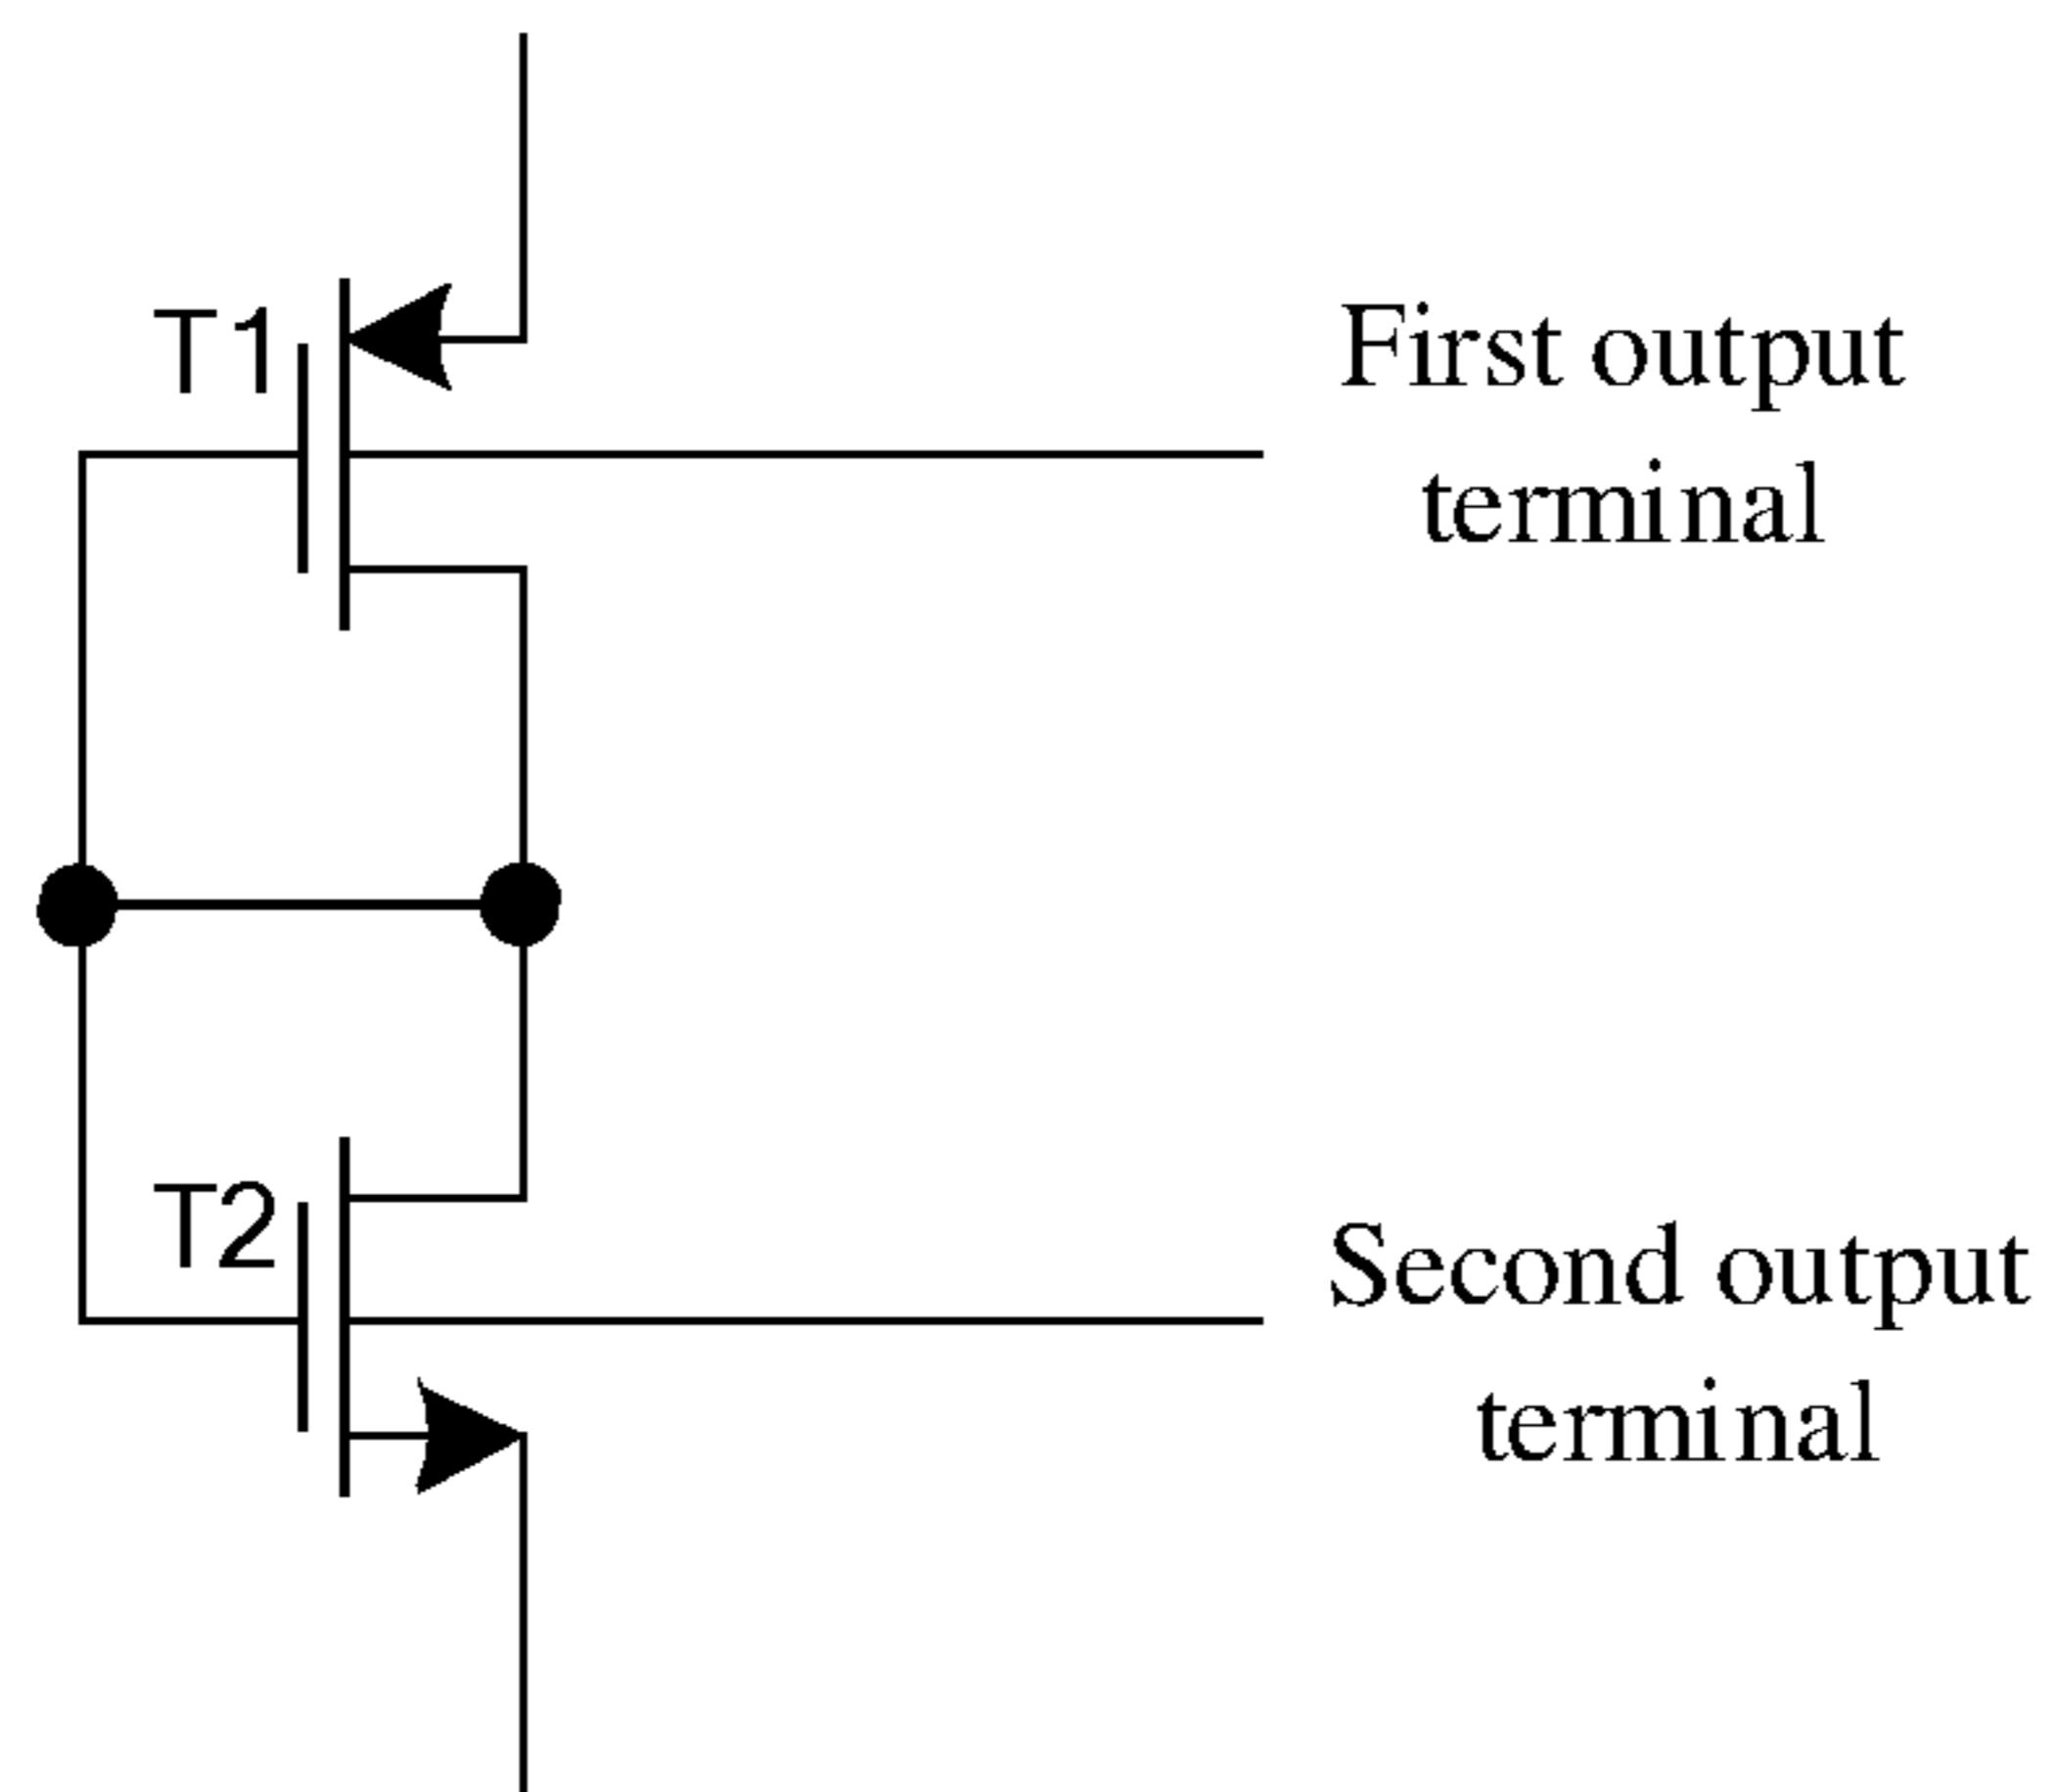 T1
First output
terminal
T2
Second output
terminal